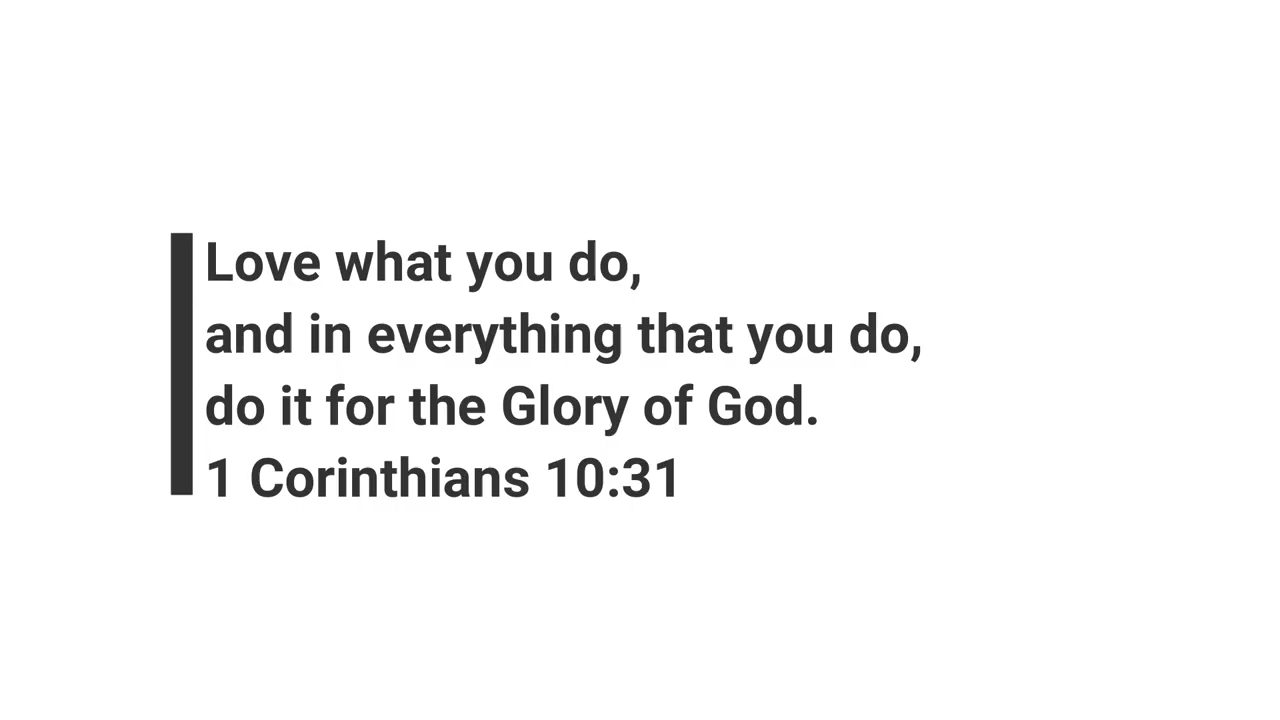 Love what you do,
and in everything that you do,
do it for the Glory of God.
1 Corinthians 10:31